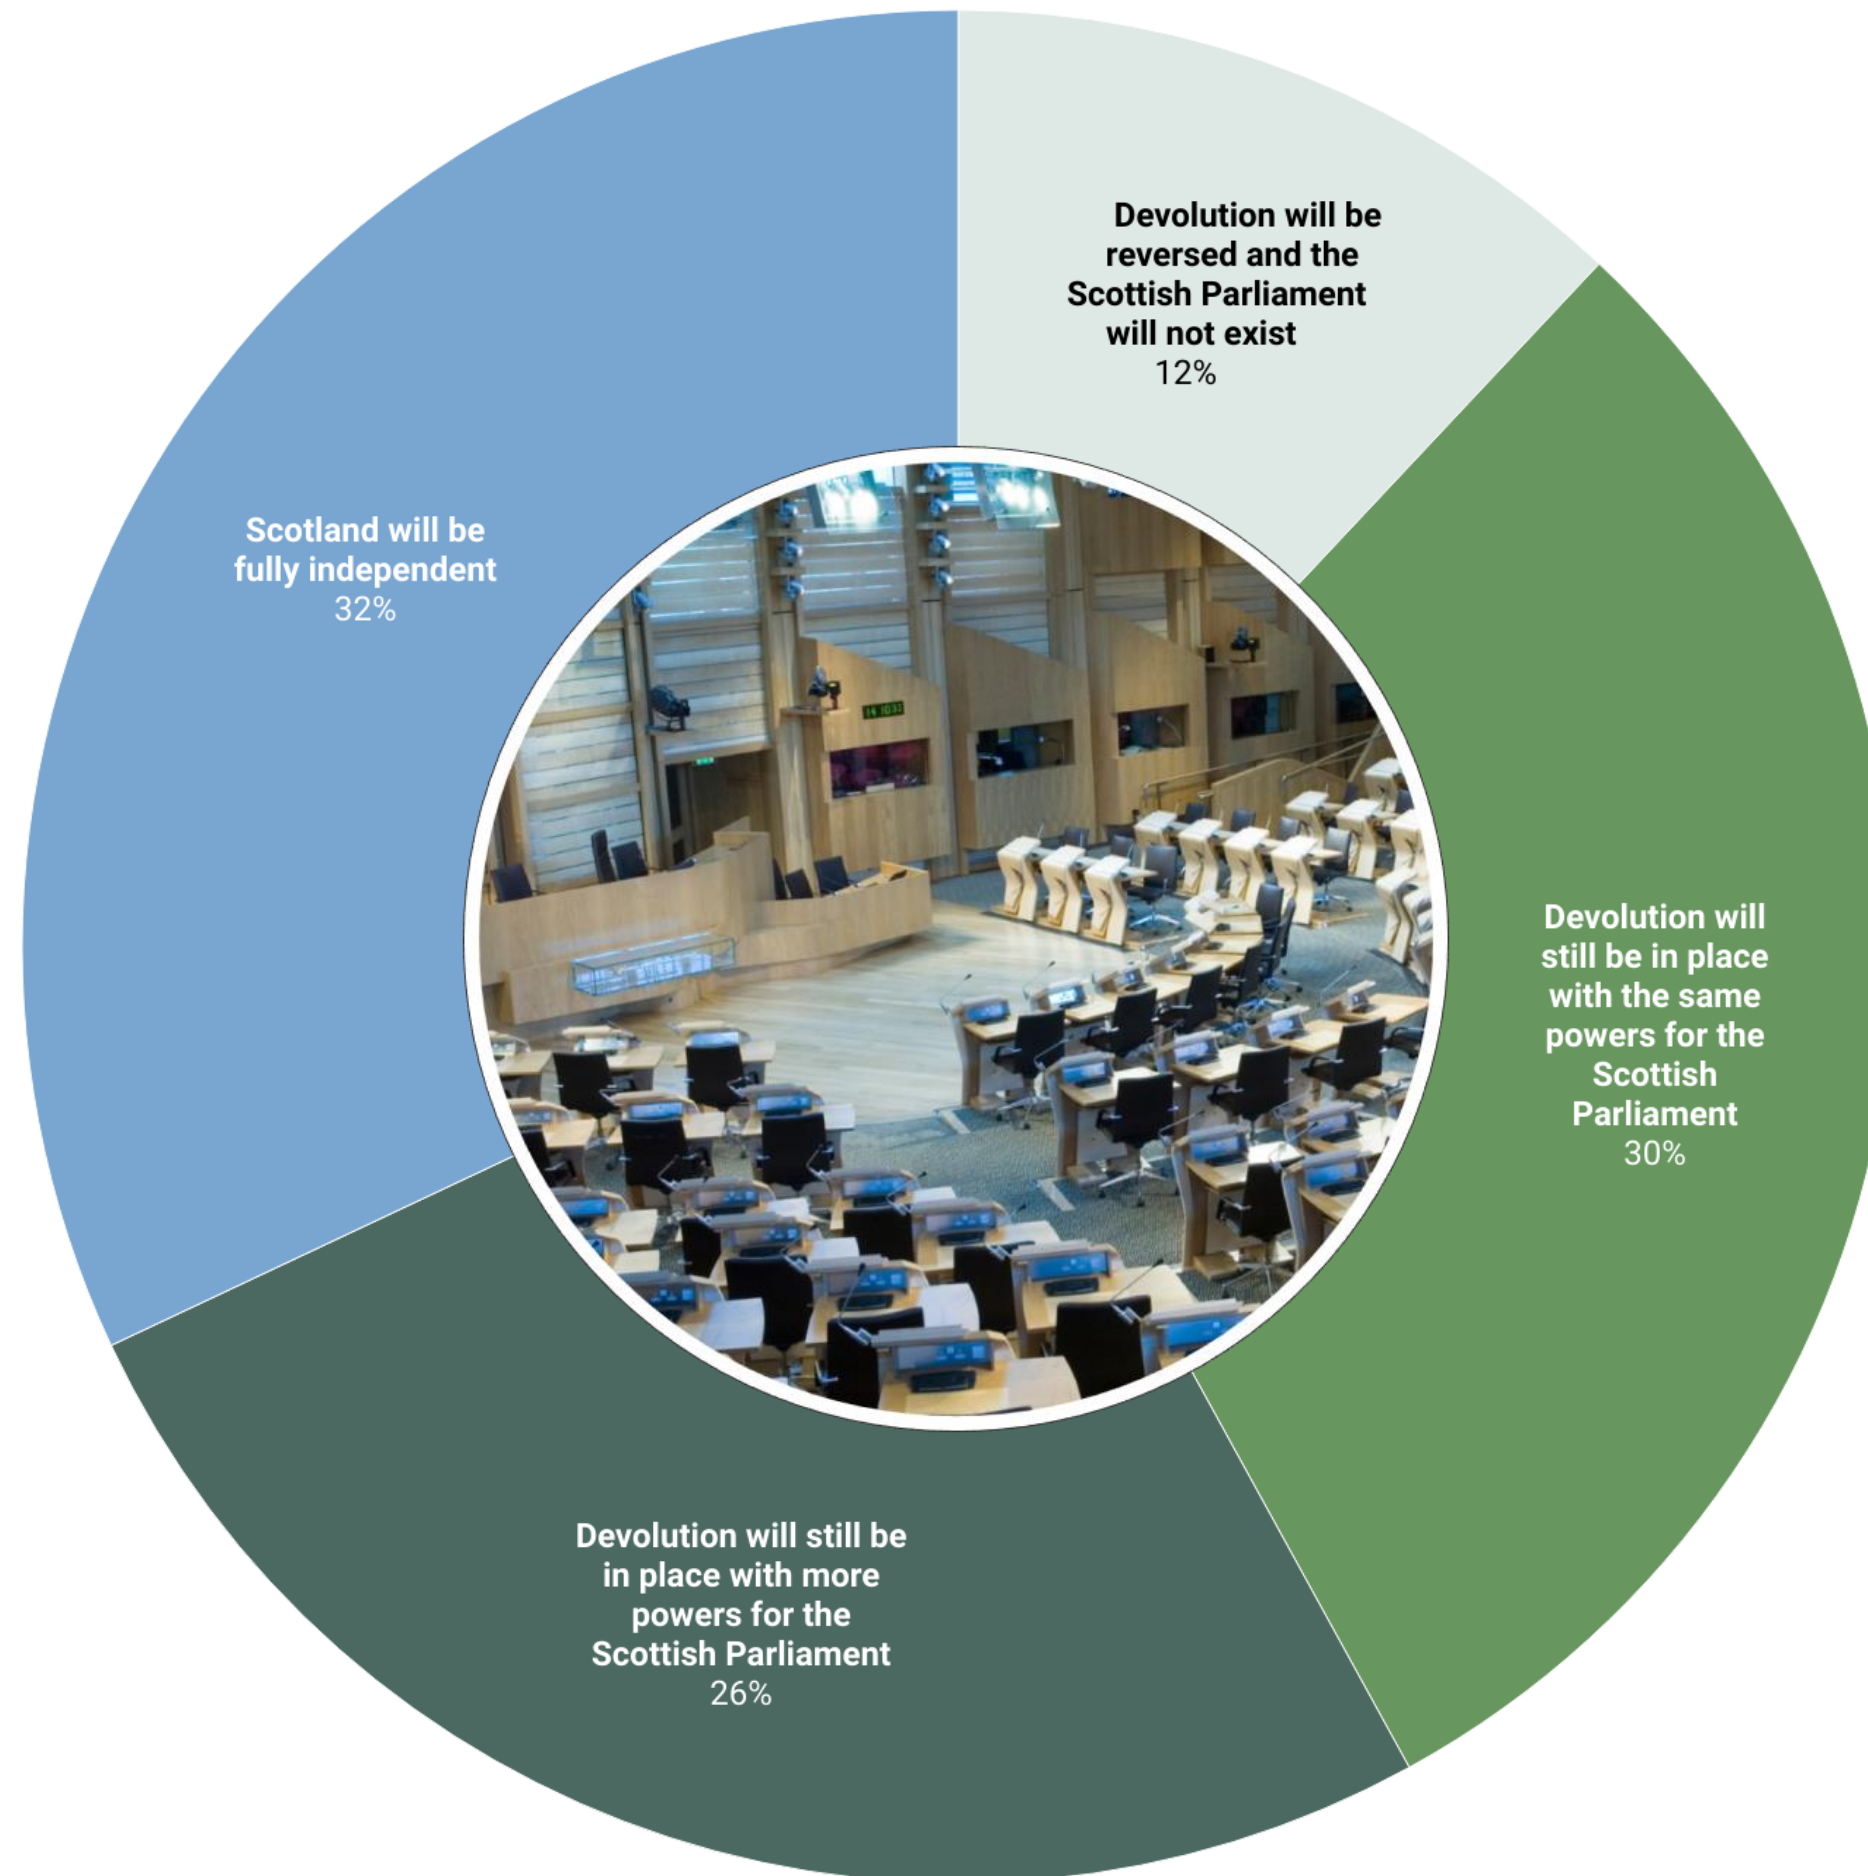 Devolution will be
reversed and the
Scottish Parliament
will not exist
12%
Scotland will be
fully independent
32%
Devolution will
still be in place
with the same
powers for the
Scottish
Parliament
30%
Devolution will still be
in place with more
powers for the
Scottish Parliament
26%